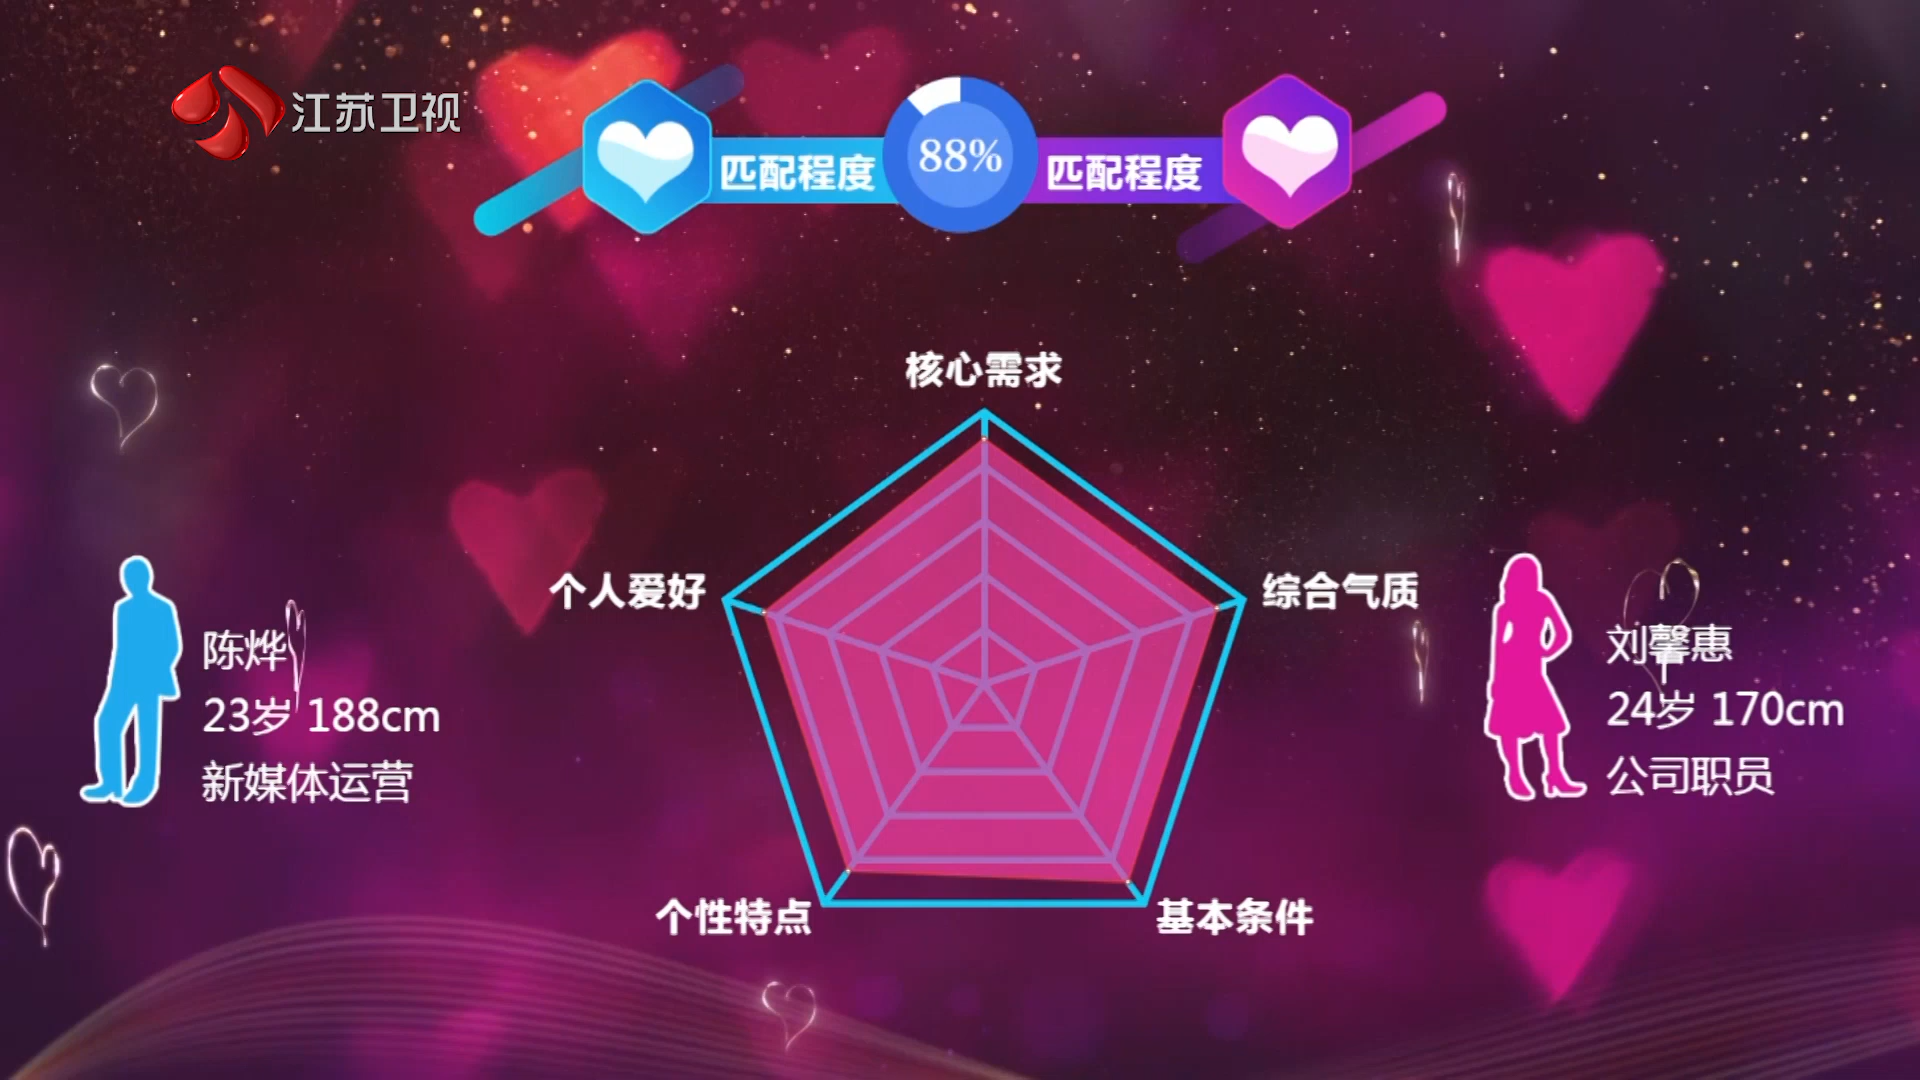 江苏卫视
匹配程度
88%
匹配程度
核心需求
个人爱好
综合气质
陈烨
23岁 188cm
新媒体运营
刘馨惠
24岁 170cm
公司职员
个性特点
基本条件